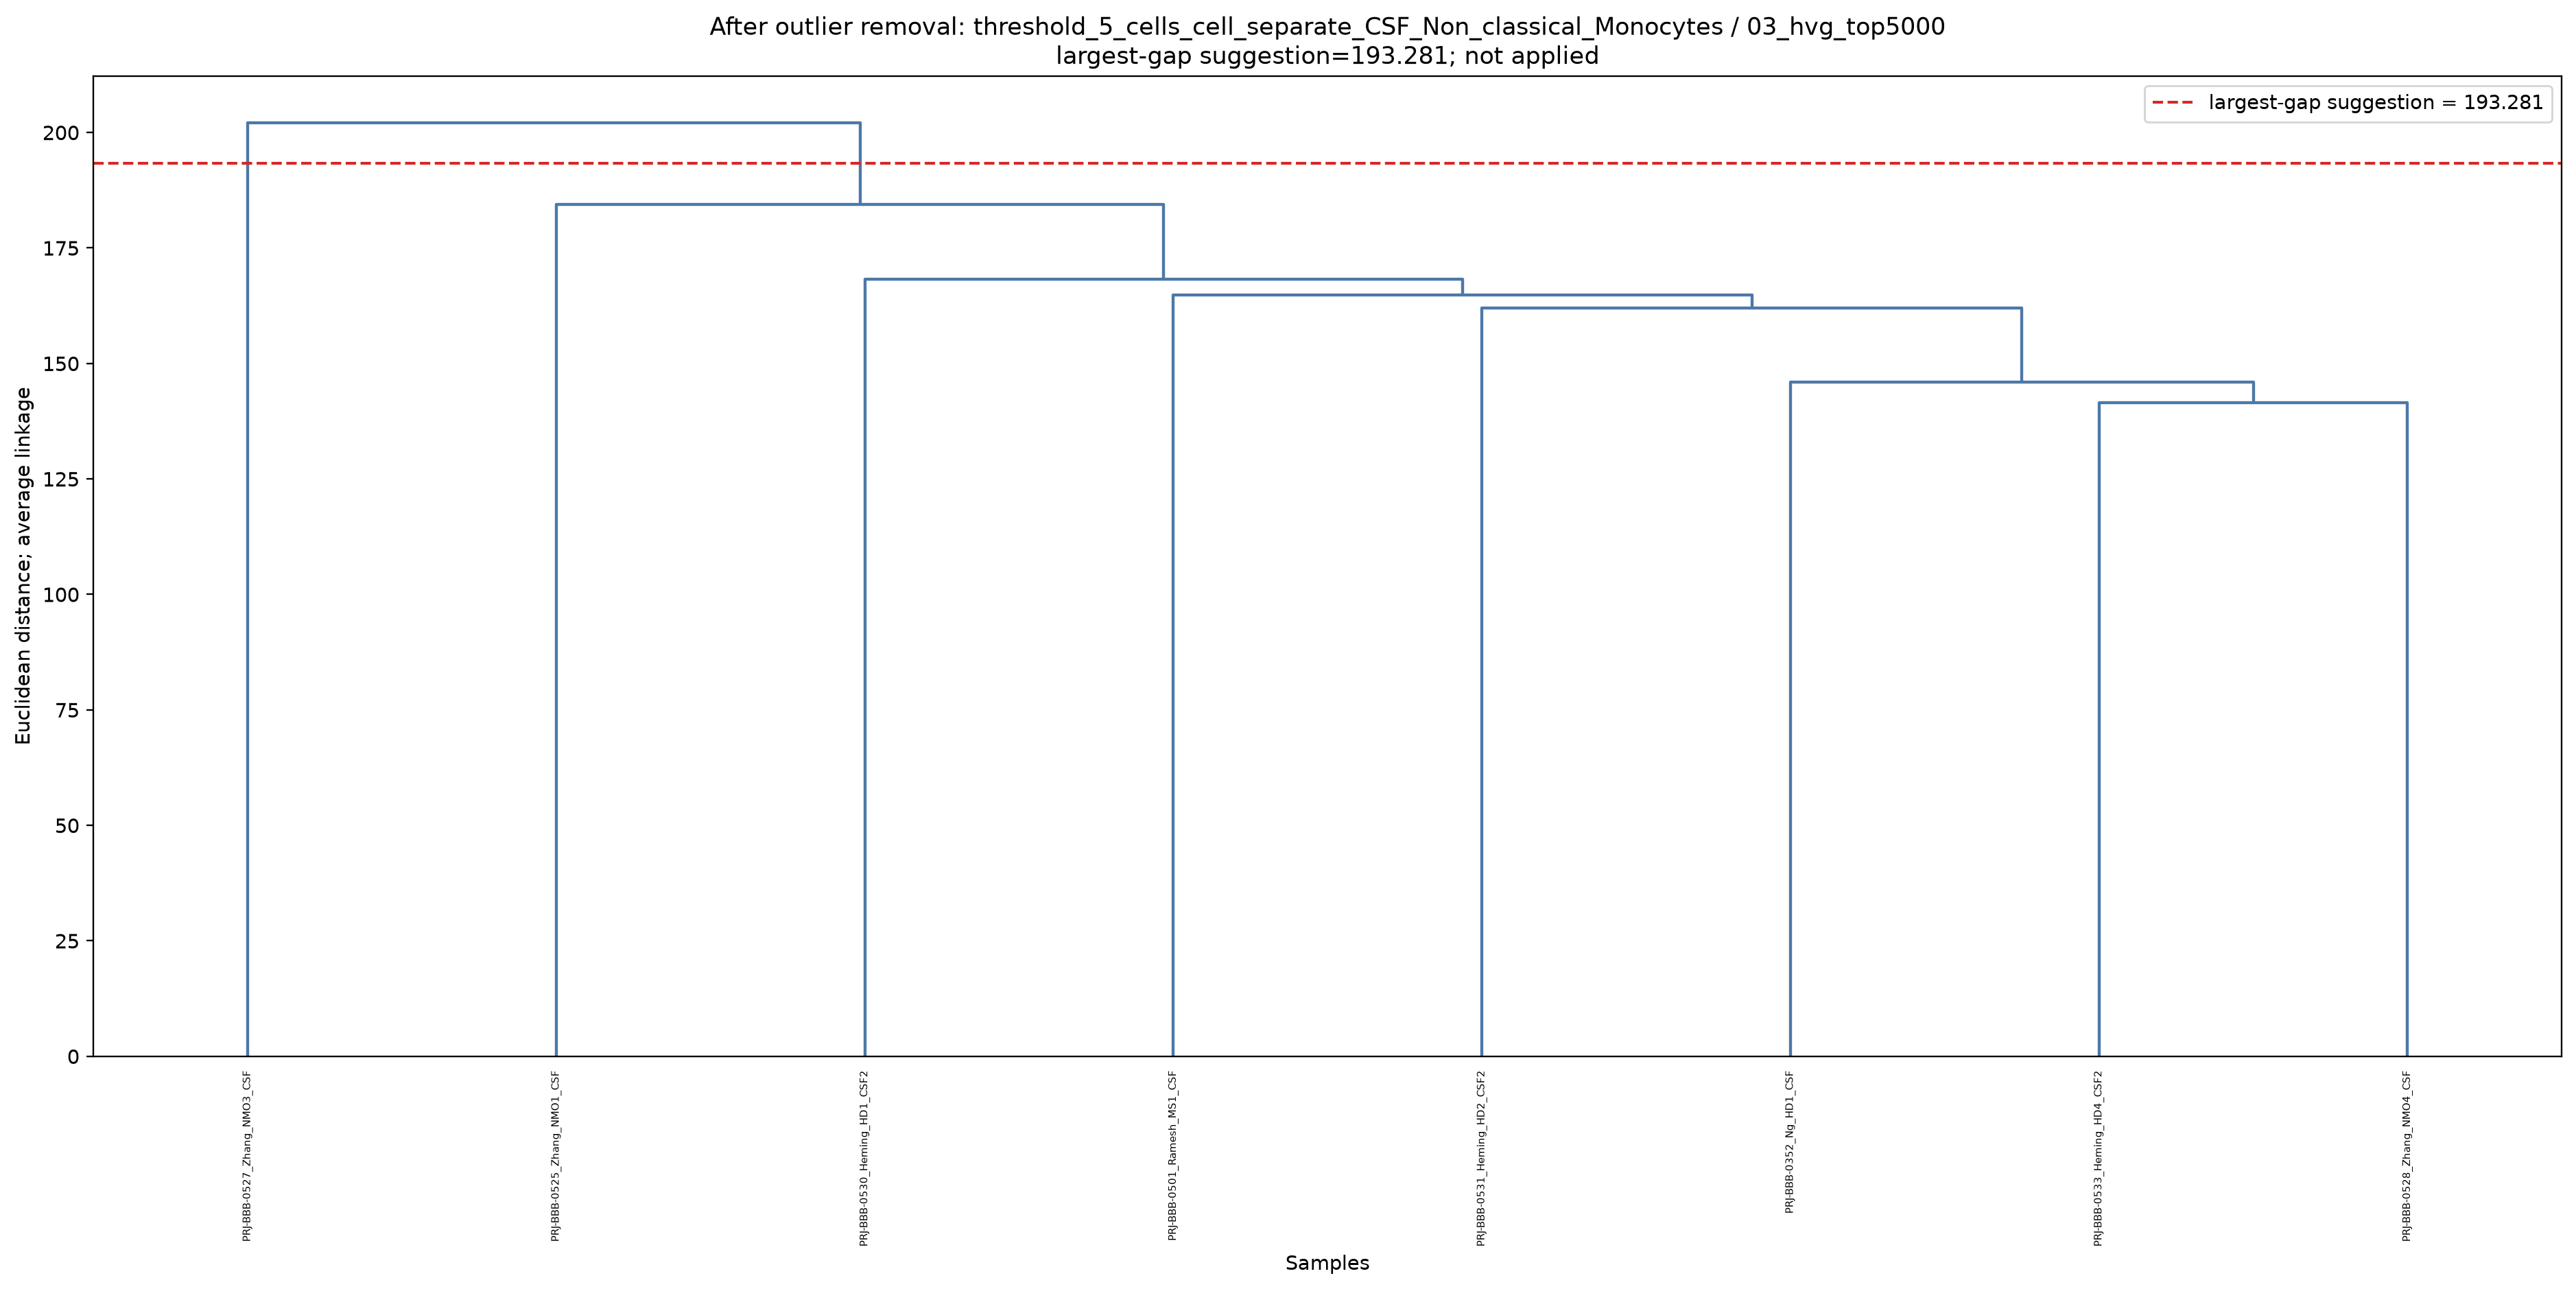 After outlier removal: threshold_5_cells_cell_separate_CSF_Non_classical_Monocytes / 03_hvg_top5000
largest-gap suggestion=193.281; not applied
largest-gap suggestion = 193.281
Euclidean distance; average linkage
200
175
150
125
100
75
50
25
0
PRJ-BBB-0527_Zhang_NMO3_CSF
PRJ-BBB-0525_Zhang_NMO1_CSF
PRJ-BBB-0530_Heming_HD1_CSF2
PRJ-BBB-0501_Ramesh_MS1_CSF
PRJ-BBB-0531_Heming_HD2_CSF2
PRJ-BBB-0352_Ng_HD1_CSF
PRJ-BBB-0533_Heming_HD4_CSF2
PRJ-BBB-0528_Zhang_NMO4_CSF
Samples